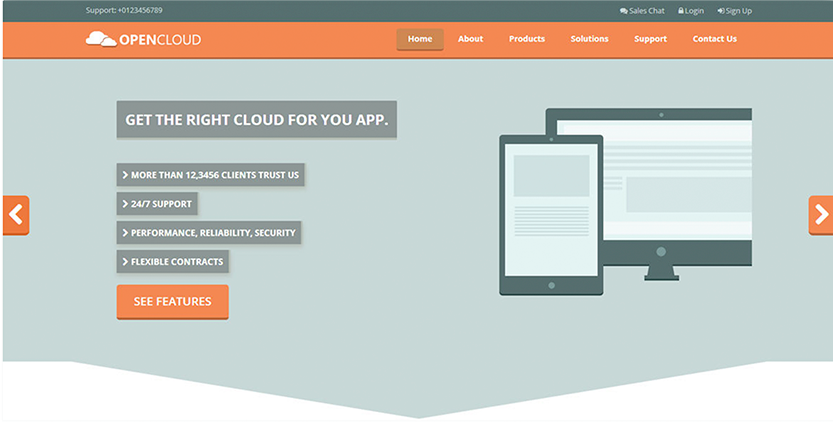 Support: +0123456789
Sales Chat Login Sign Up
OPENCLOUD
Home About Products Solutions Support Contact Us
GET THE RIGHT CLOUD FOR YOU APP.
MORE THAN 12,3456 CLIENTS TRUST US
24/7 SUPPORT
PERFORMANCE, RELIABILITY, SECURITY
FLEXIBLE CONTRACTS
SEE FEATURES